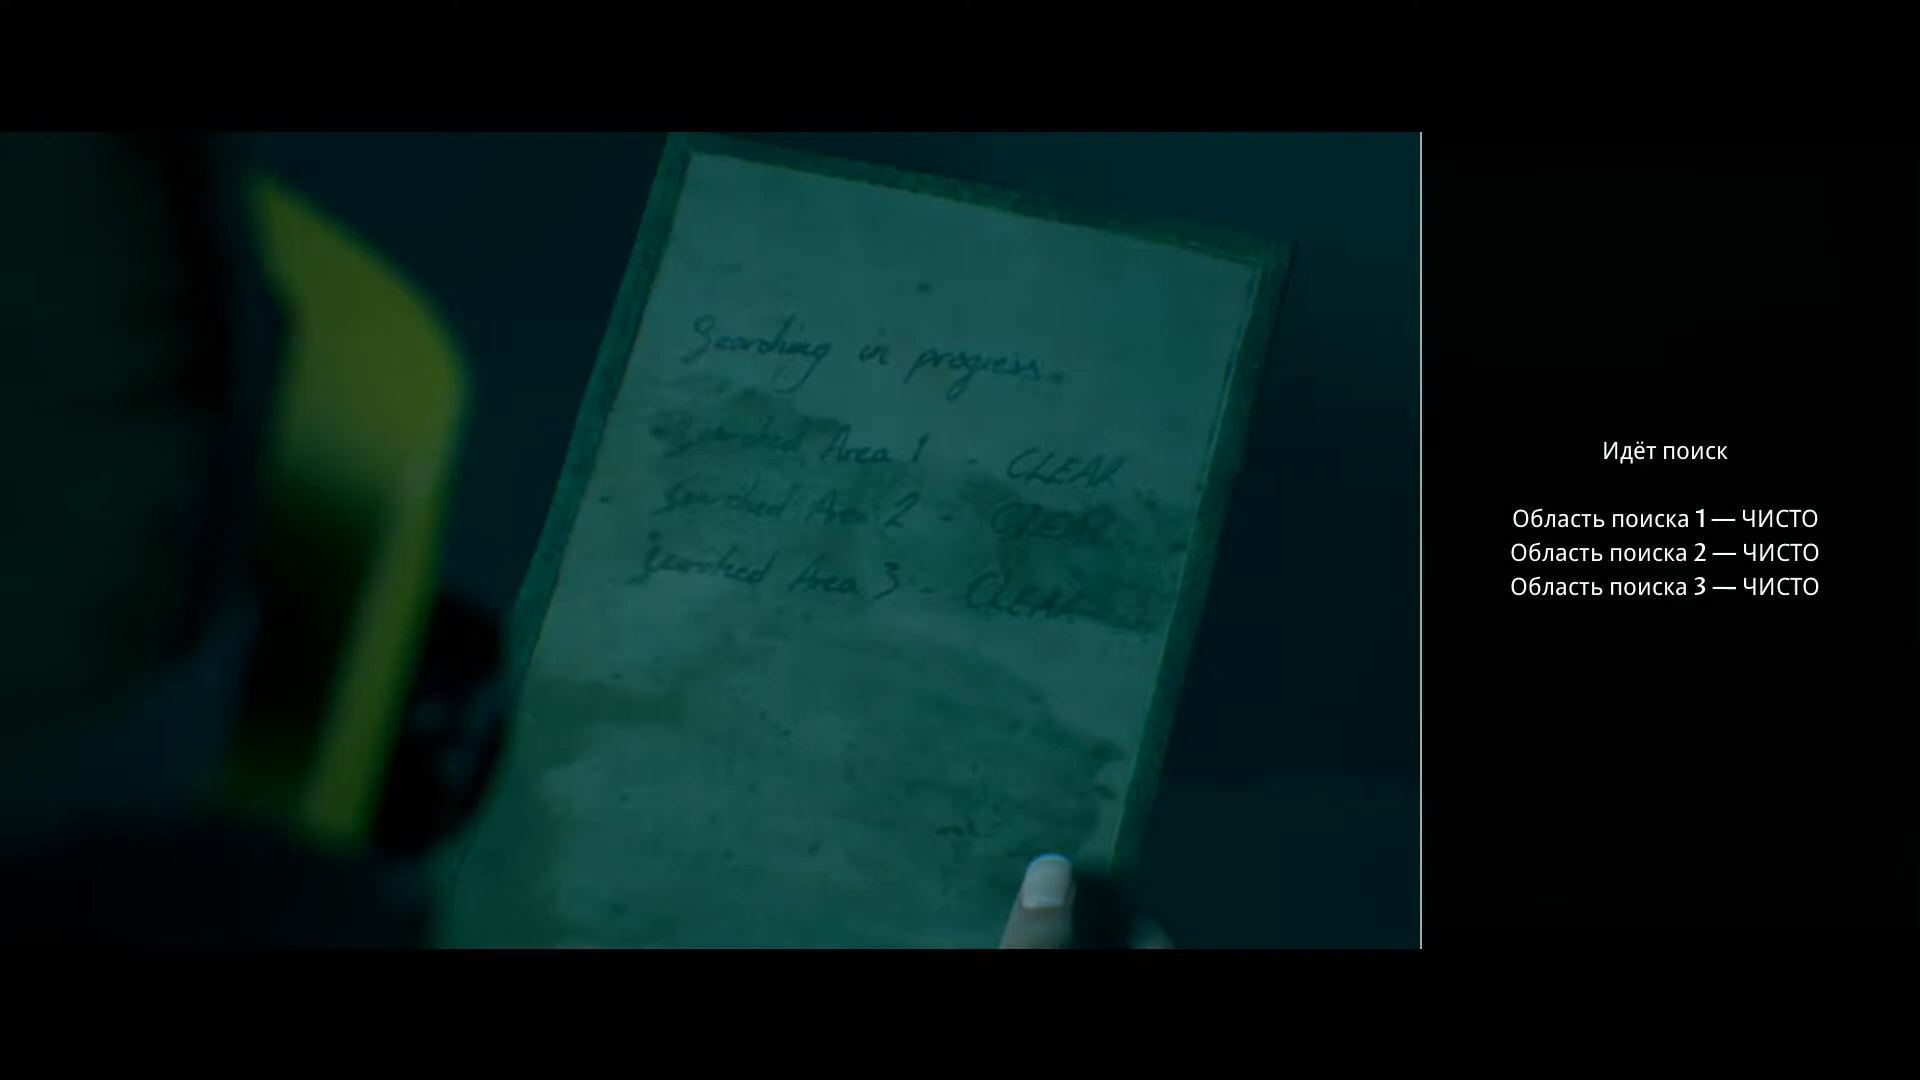 Searching in progress.
Searched Area 1 - CLEAR
Searched Area 2 - CLEAR
Searched Area 3 - CLEAR
Идёт поиск
Область поиска 1 — ЧИСТО
Область поиска 2 — ЧИСТО
Область поиска 3 — ЧИСТО